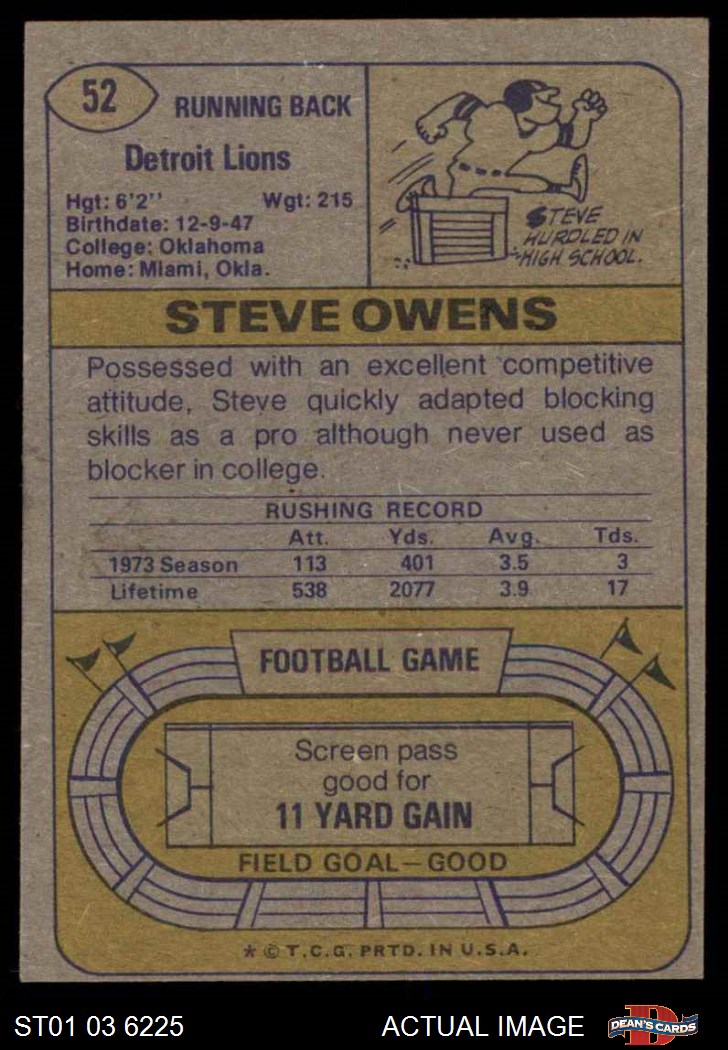 52
RUNNING BACK
Detroit Lions
Hgt: 6'2'' Wgt: 215
Birthdate: 12-9-47
College: Oklahoma
Home: Miami, Okla.
STEVE
HURDLED IN
HIGH SCHOOL.
STEVE OWENS
Possessed with an excellent competitive
attitude, Steve quickly adapted blocking
skills as a pro although never used as
blocker in college.
RUSHING RECORD
Att. Yds. Avg. Tds.
1973 Season 113 401 3.5 3
Lifetime 538 2077 3.9 17
FOOTBALL GAME
Screen pass
good for
11 YARD GAIN
FIELD GOAL—GOOD
* © T.C.G. PRTD. IN U.S.A.
ST01 03 6225 ACTUAL IMAGE
D
DEAN'S CARDS